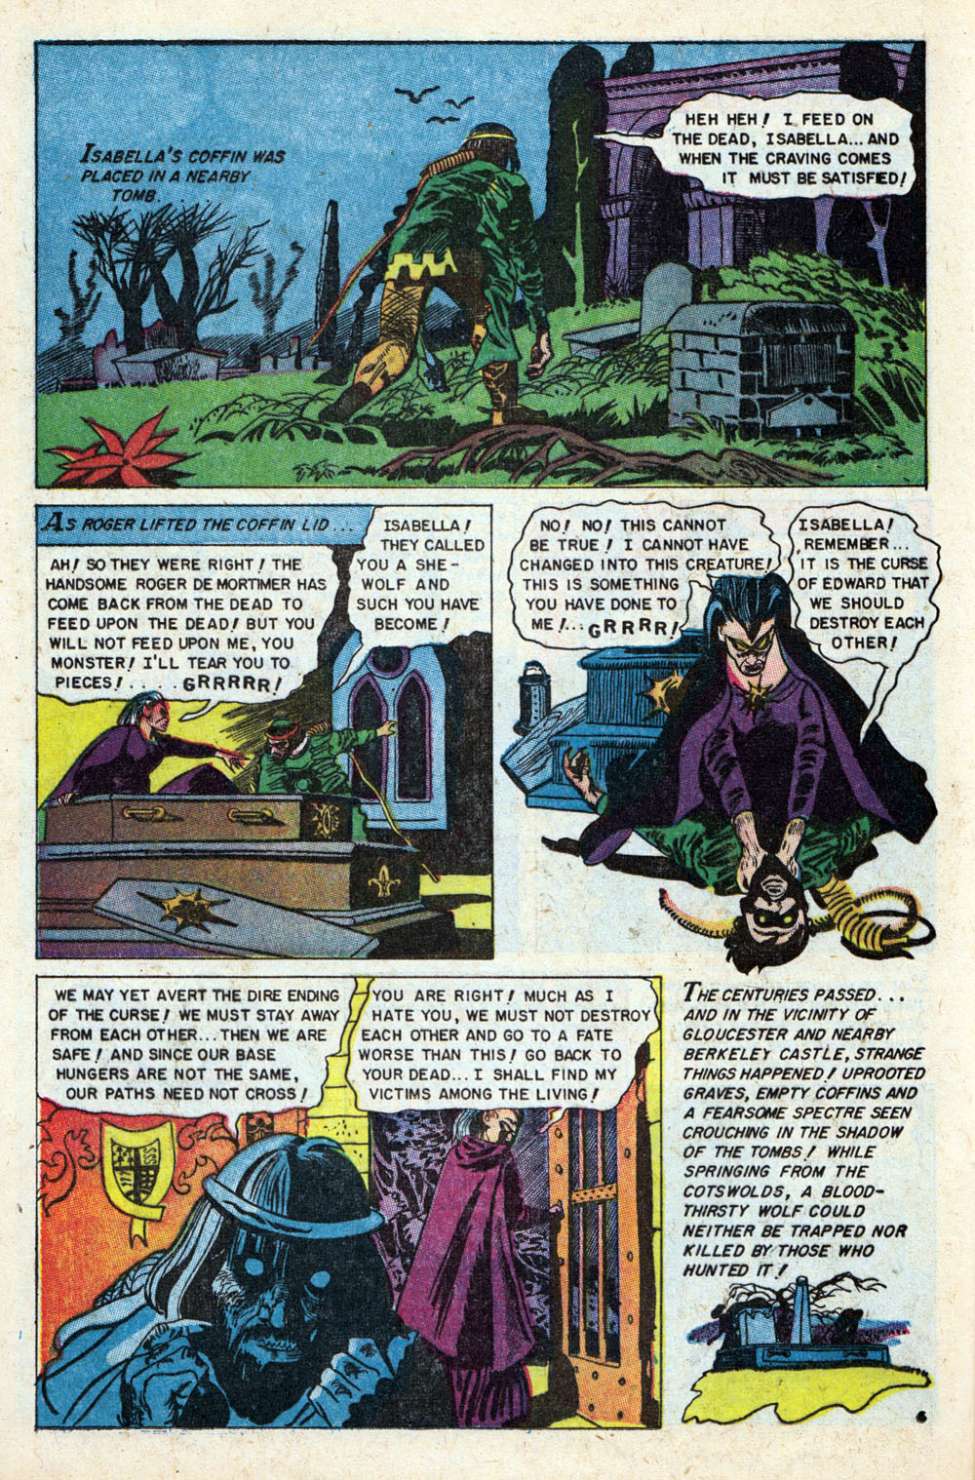 ISABELLA'S COFFIN WAS
PLACED IN A NEARBY
TOMB.
HEH HEH! I FEED ON
THE DEAD, ISABELLA...AND
WHEN THE CRAVING COMES
IT MUST BE SATISFIED!
AS ROGER LIFTED THE COFFIN LID...
AH! SO THEY WERE RIGHT! THE
HANDSOME ROGER DE MORTIMER HAS
COME BACK FROM THE DEAD TO
FEED UPON THE DEAD! BUT YOU
WILL NOT FEED UPON ME, YOU
MONSTER! I'LL TEAR YOU TO
PIECES!.....GRRRRR!
ISABELLA!
THEY CALLED
YOU A SHE-
WOLF AND
SUCH YOU HAVE
BECOME!
NO! NO! THIS CANNOT
BE TRUE! I CANNOT HAVE
CHANGED INTO THIS CREATURE!
THIS IS SOMETHING
YOU HAVE DONE TO
ME!...GRRRR!
ISABELLA!
REMEMBER...
IT IS THE CURSE
OF EDWARD THAT
WE SHOULD
DESTROY EACH
OTHER!
WE MAY YET AVERT THE DIRE ENDING
OF THE CURSE! WE MUST STAY AWAY
FROM EACH OTHER...THEN WE ARE
SAFE! AND SINCE OUR BASE
HUNGERS ARE NOT THE SAME,
OUR PATHS NEED NOT CROSS!
YOU ARE RIGHT! MUCH AS I
HATE YOU, WE MUST NOT DESTROY
EACH OTHER AND GO TO A FATE
WORSE THAN THIS! GO BACK TO
YOUR DEAD...I SHALL FIND MY
VICTIMS AMONG THE LIVING!
THE CENTURIES PASSED...
AND IN THE VICINITY OF
GLOUCESTER AND NEARBY
BERKELEY CASTLE, STRANGE
THINGS HAPPENED! UPROOTED
GRAVES, EMPTY COFFINS AND
A FEARSOME SPECTRE SEEN
CROUCHING IN THE SHADOW
OF THE TOMBS! WHILE
SPRINGING FROM THE
COTSWOLDS, A BLOOD-
THIRSTY WOLF COULD
NEITHER BE TRAPPED NOR
KILLED BY THOSE WHO
HUNTED IT!
6